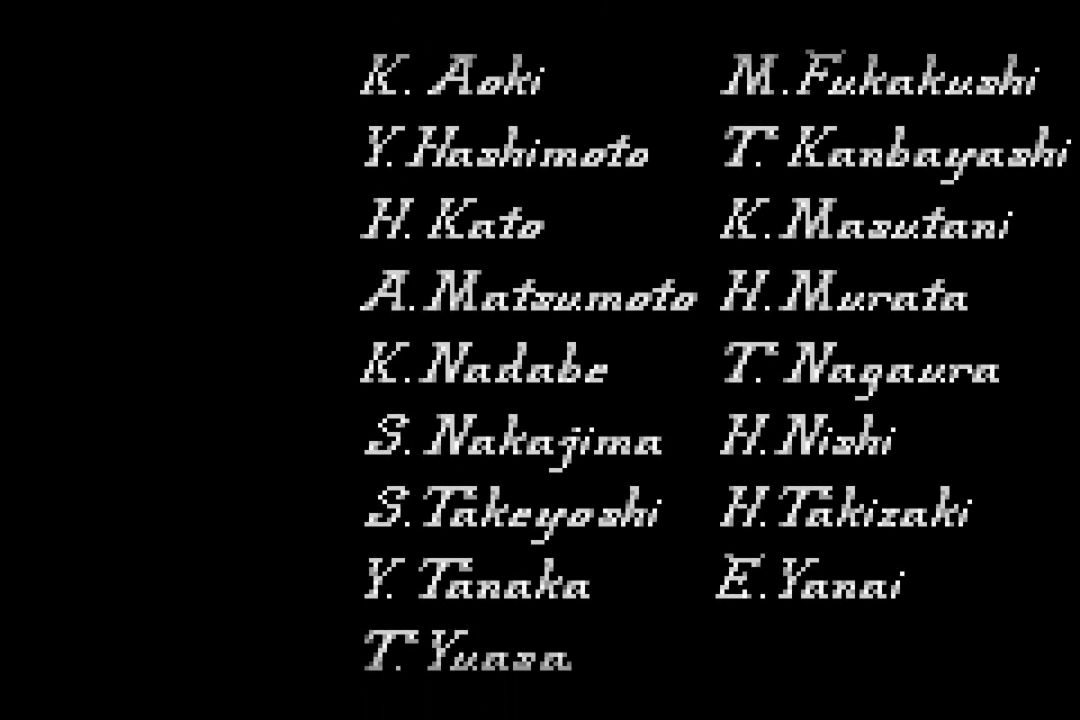 K. Aoki M. Fukakushi
Y. Hashimoto T. Kanbayashi
H. Kato K. Masutani
A. Matsumoto H. Murata
K. Nadabe T. Nagaura
S. Nakajima H. Nishi
S. Takeyoshi H. Takizaki
Y. Tanaka E. Yanai
T. Yuasa